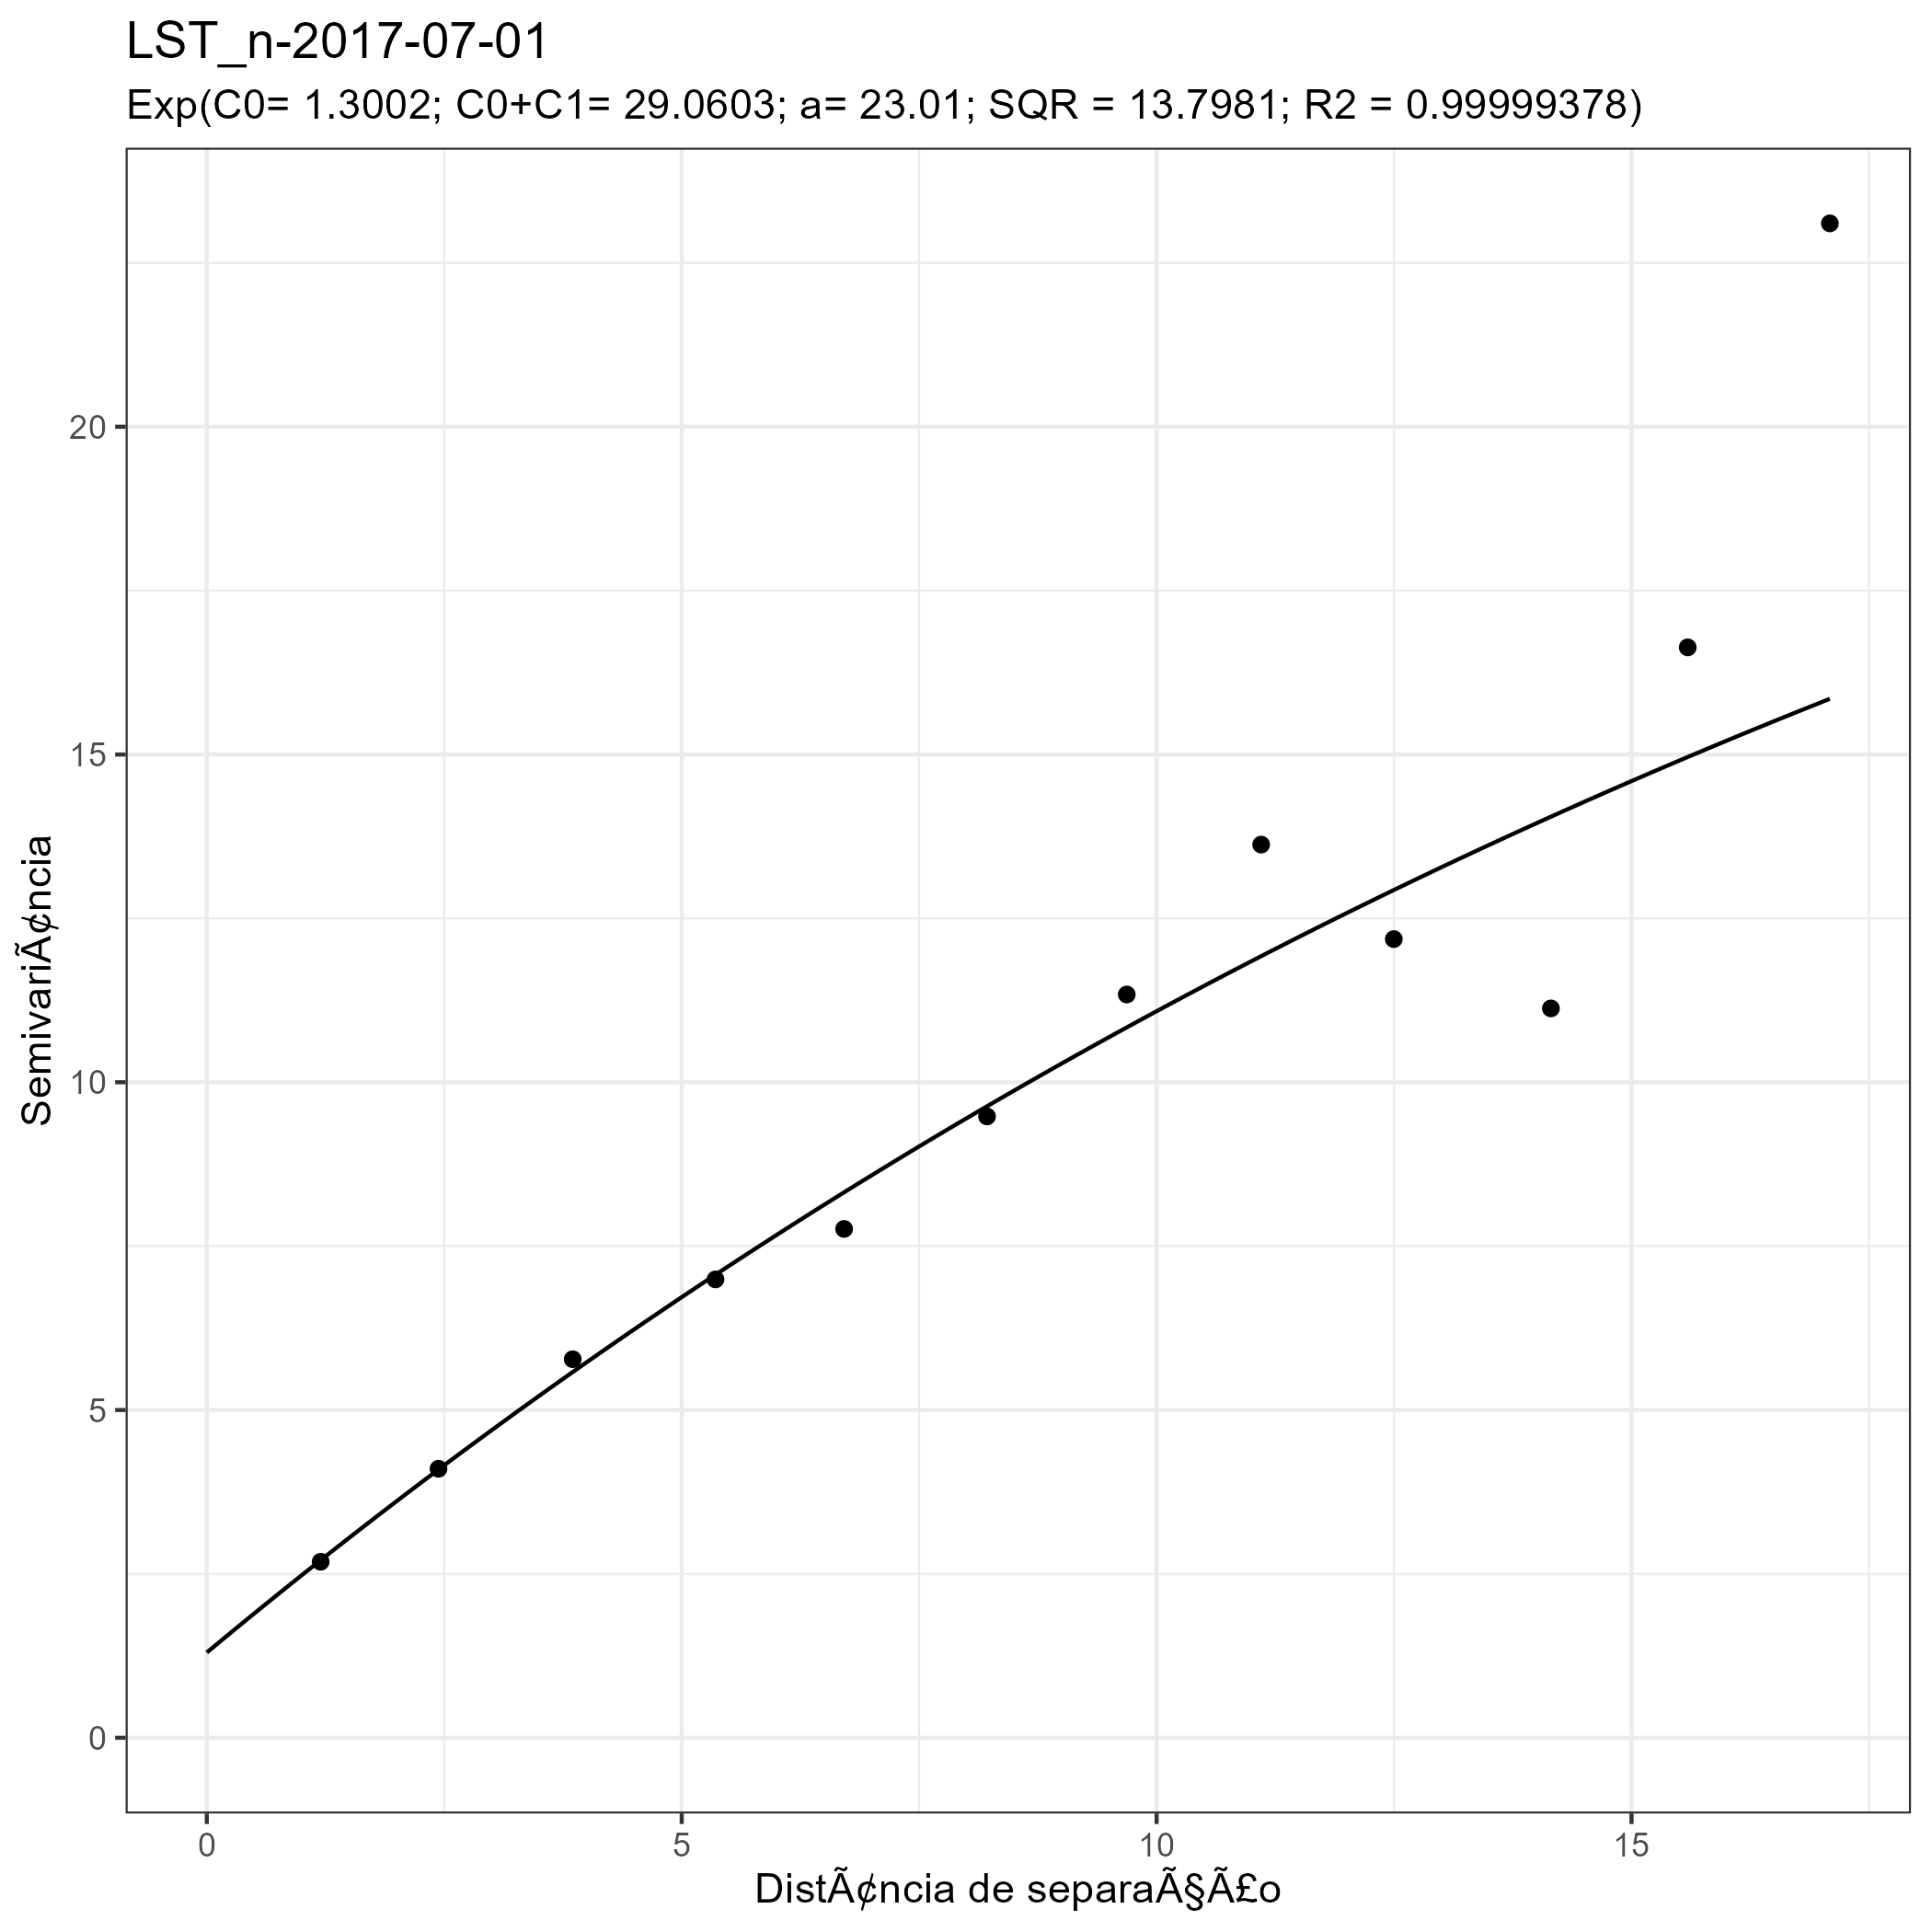 LST_n-2017-07-01
Exp(C0= 1.3002; C0+C1= 29.0603; a= 23.01; SQR = 13.7981; R2 = 0.99999378)
SemivariÃ¢ncia
20
15
10
5
0
0 5 10 15
DistÃ¢ncia de separaÃ§Ã£o